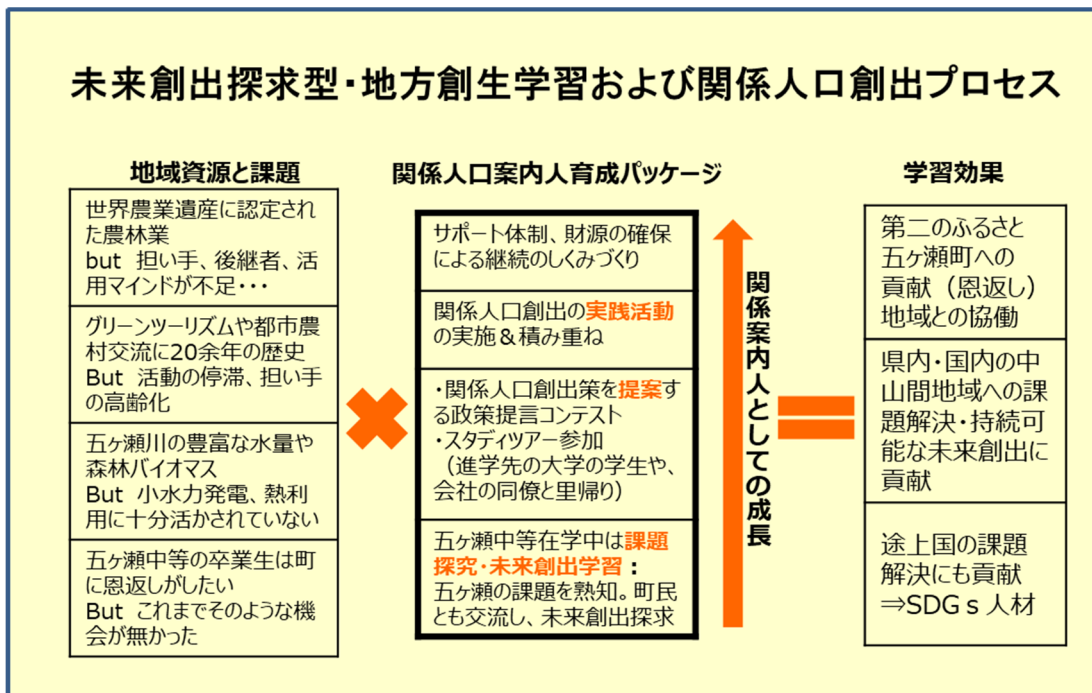 未来創出探求型・地方創生学習および関係人口創出プロセス
地域資源と課題
世界農業遺産に認定され
た農林業
but 担い手、後継者、活
用マインドが不足・・・
グリーンツーリズムや都市農
村交流に20余年の歴史
But 活動の停滞、担い手
の高齢化
五ヶ瀬川の豊富な水量や
森林バイオマス
But 小水力発電、熱利
用に十分活かされていない
五ヶ瀬中等の卒業生は町
に恩返しがしたい
But これまでそのような機
会が無かった
関係人口案内人育成パッケージ
サポート体制、財源の確保
による継続のしくみづくり
関係人口創出の実践活動
の実施＆積み重ね
・関係人口創出策を提案す
る政策提言コンテスト
・スタディツアー参加
（進学先の大学の学生や、
会社の同僚と里帰り）
五ヶ瀬中等在学中は課題
探究・未来創出学習：
五ヶ瀬の課題を熟知。町民
とも交流し、未来創出探求
関係案内人としての成長
学習効果
第二のふるさと
五ヶ瀬町への
貢献（恩返し）
地域との協働
県内・国内の中
山間地域への課
題解決・持続可
能な未来創出に
貢献
途上国の課題
解決にも貢献
⇒SDGｓ人材